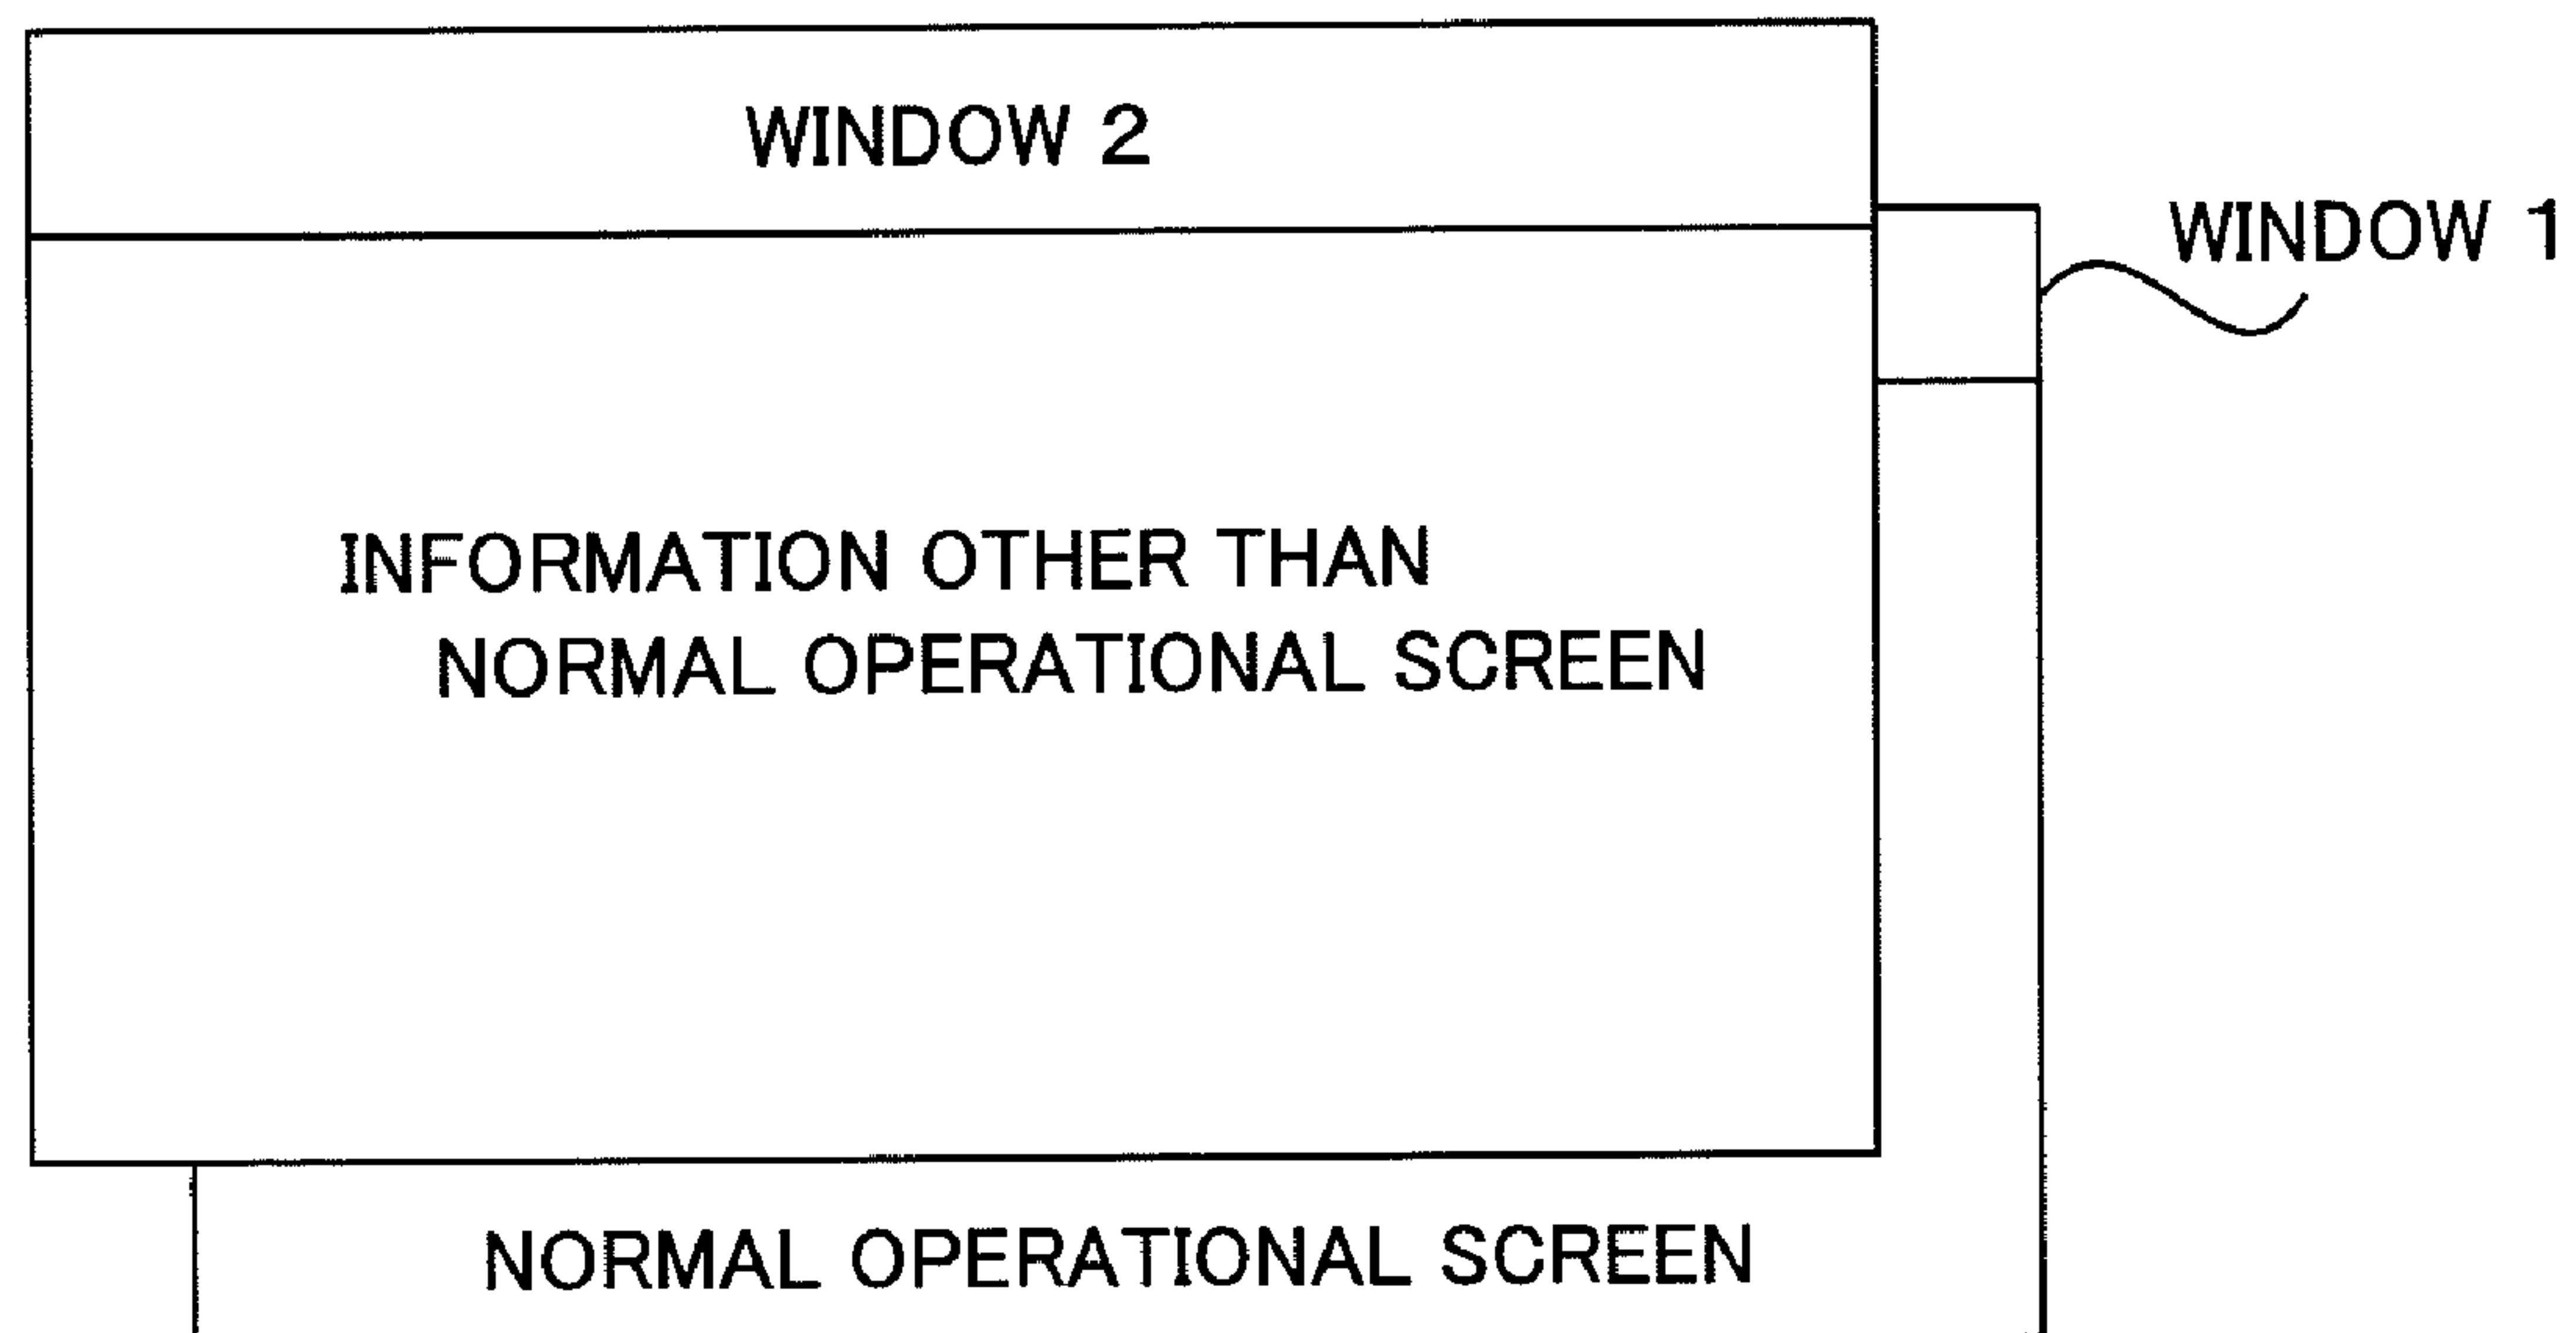 WINDOW 2
WINDOW 1
INFORMATION OTHER THAN
NORMAL OPERATIONAL SCREEN
NORMAL OPERATIONAL SCREEN